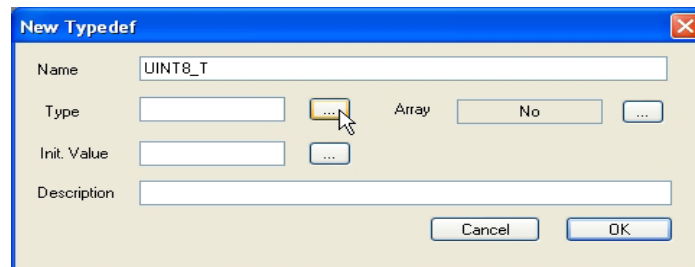 New Typedef
Name UINT8_T
Type ... Array No ...
Init. Value ...
Description
Cancel OK